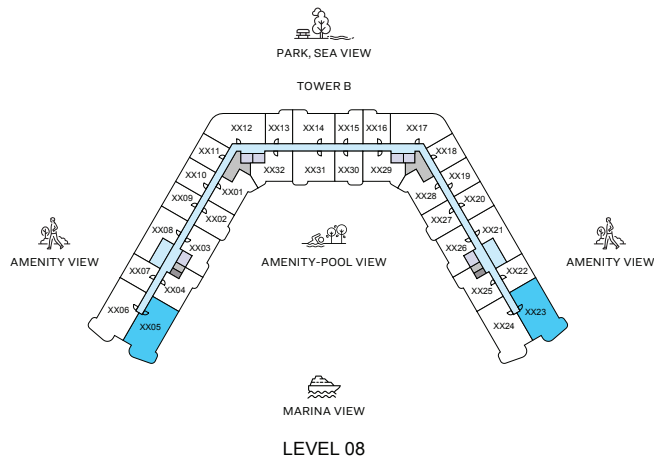 PARK, SEA VIEW
TOWER B
XX12
XX13
XX14
XX15
XX16
XX17
XX11
XX18
XX32
XX31
XX30
XX29
XX10
XX19
XX01
XX28
XX09
XX20
XX02
XX27
XX08
XX21
XX03
XX26
AMENITY VIEW
AMENITY-POOL VIEW
AMENITY VIEW
XX07
XX22
XX04
XX25
XX06
XX23
XX05
XX24
MARINA VIEW
LEVEL 08